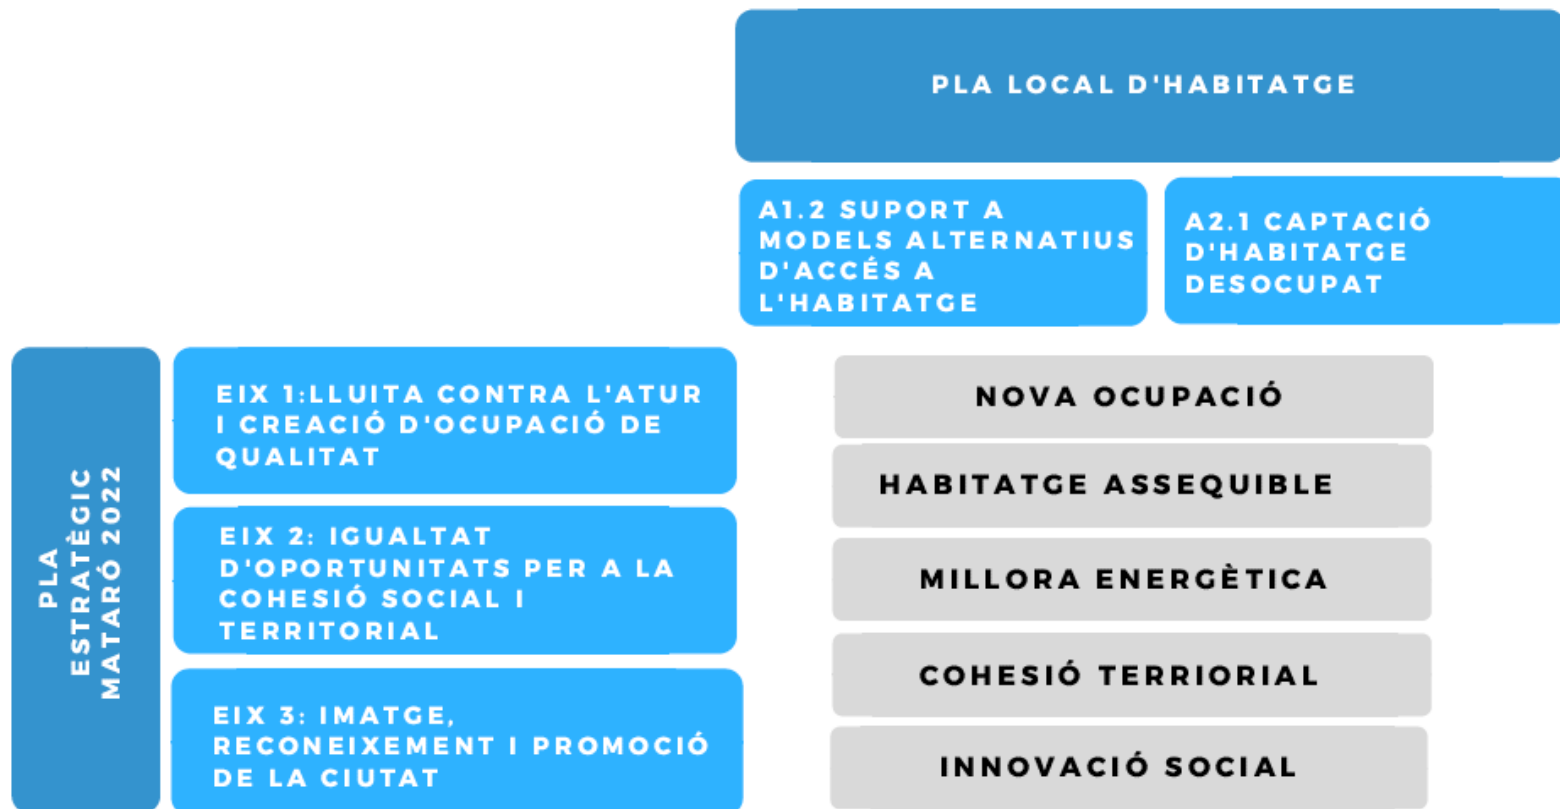 PLA LOCAL D'HABITATGE
A1.2 SUPORT A
MODELS ALTERNATIUS
D'ACCÉS A
L'HABITATGE
A2.1 CAPTACIÓ
D'HABITATGE
DESOCUPAT
PLA
ESTRATÈGIC
MATARÓ 2022
EIX 1:LLUITA CONTRA L'ATUR
I CREACIÓ D'OCUPACIÓ DE
QUALITAT
EIX 2: IGUALTAT
D'OPORTUNITATS PER A LA
COHESIÓ SOCIAL I
TERRITORIAL
EIX 3: IMATGE,
RECONEIXEMENT I PROMOCIÓ
DE LA CIUTAT
NOVA OCUPACIÓ
HABITATGE ASSEQUIBLE
MILLORA ENERGÈTICA
COHESIÓ TERRIORIAL
INNOVACIÓ SOCIAL